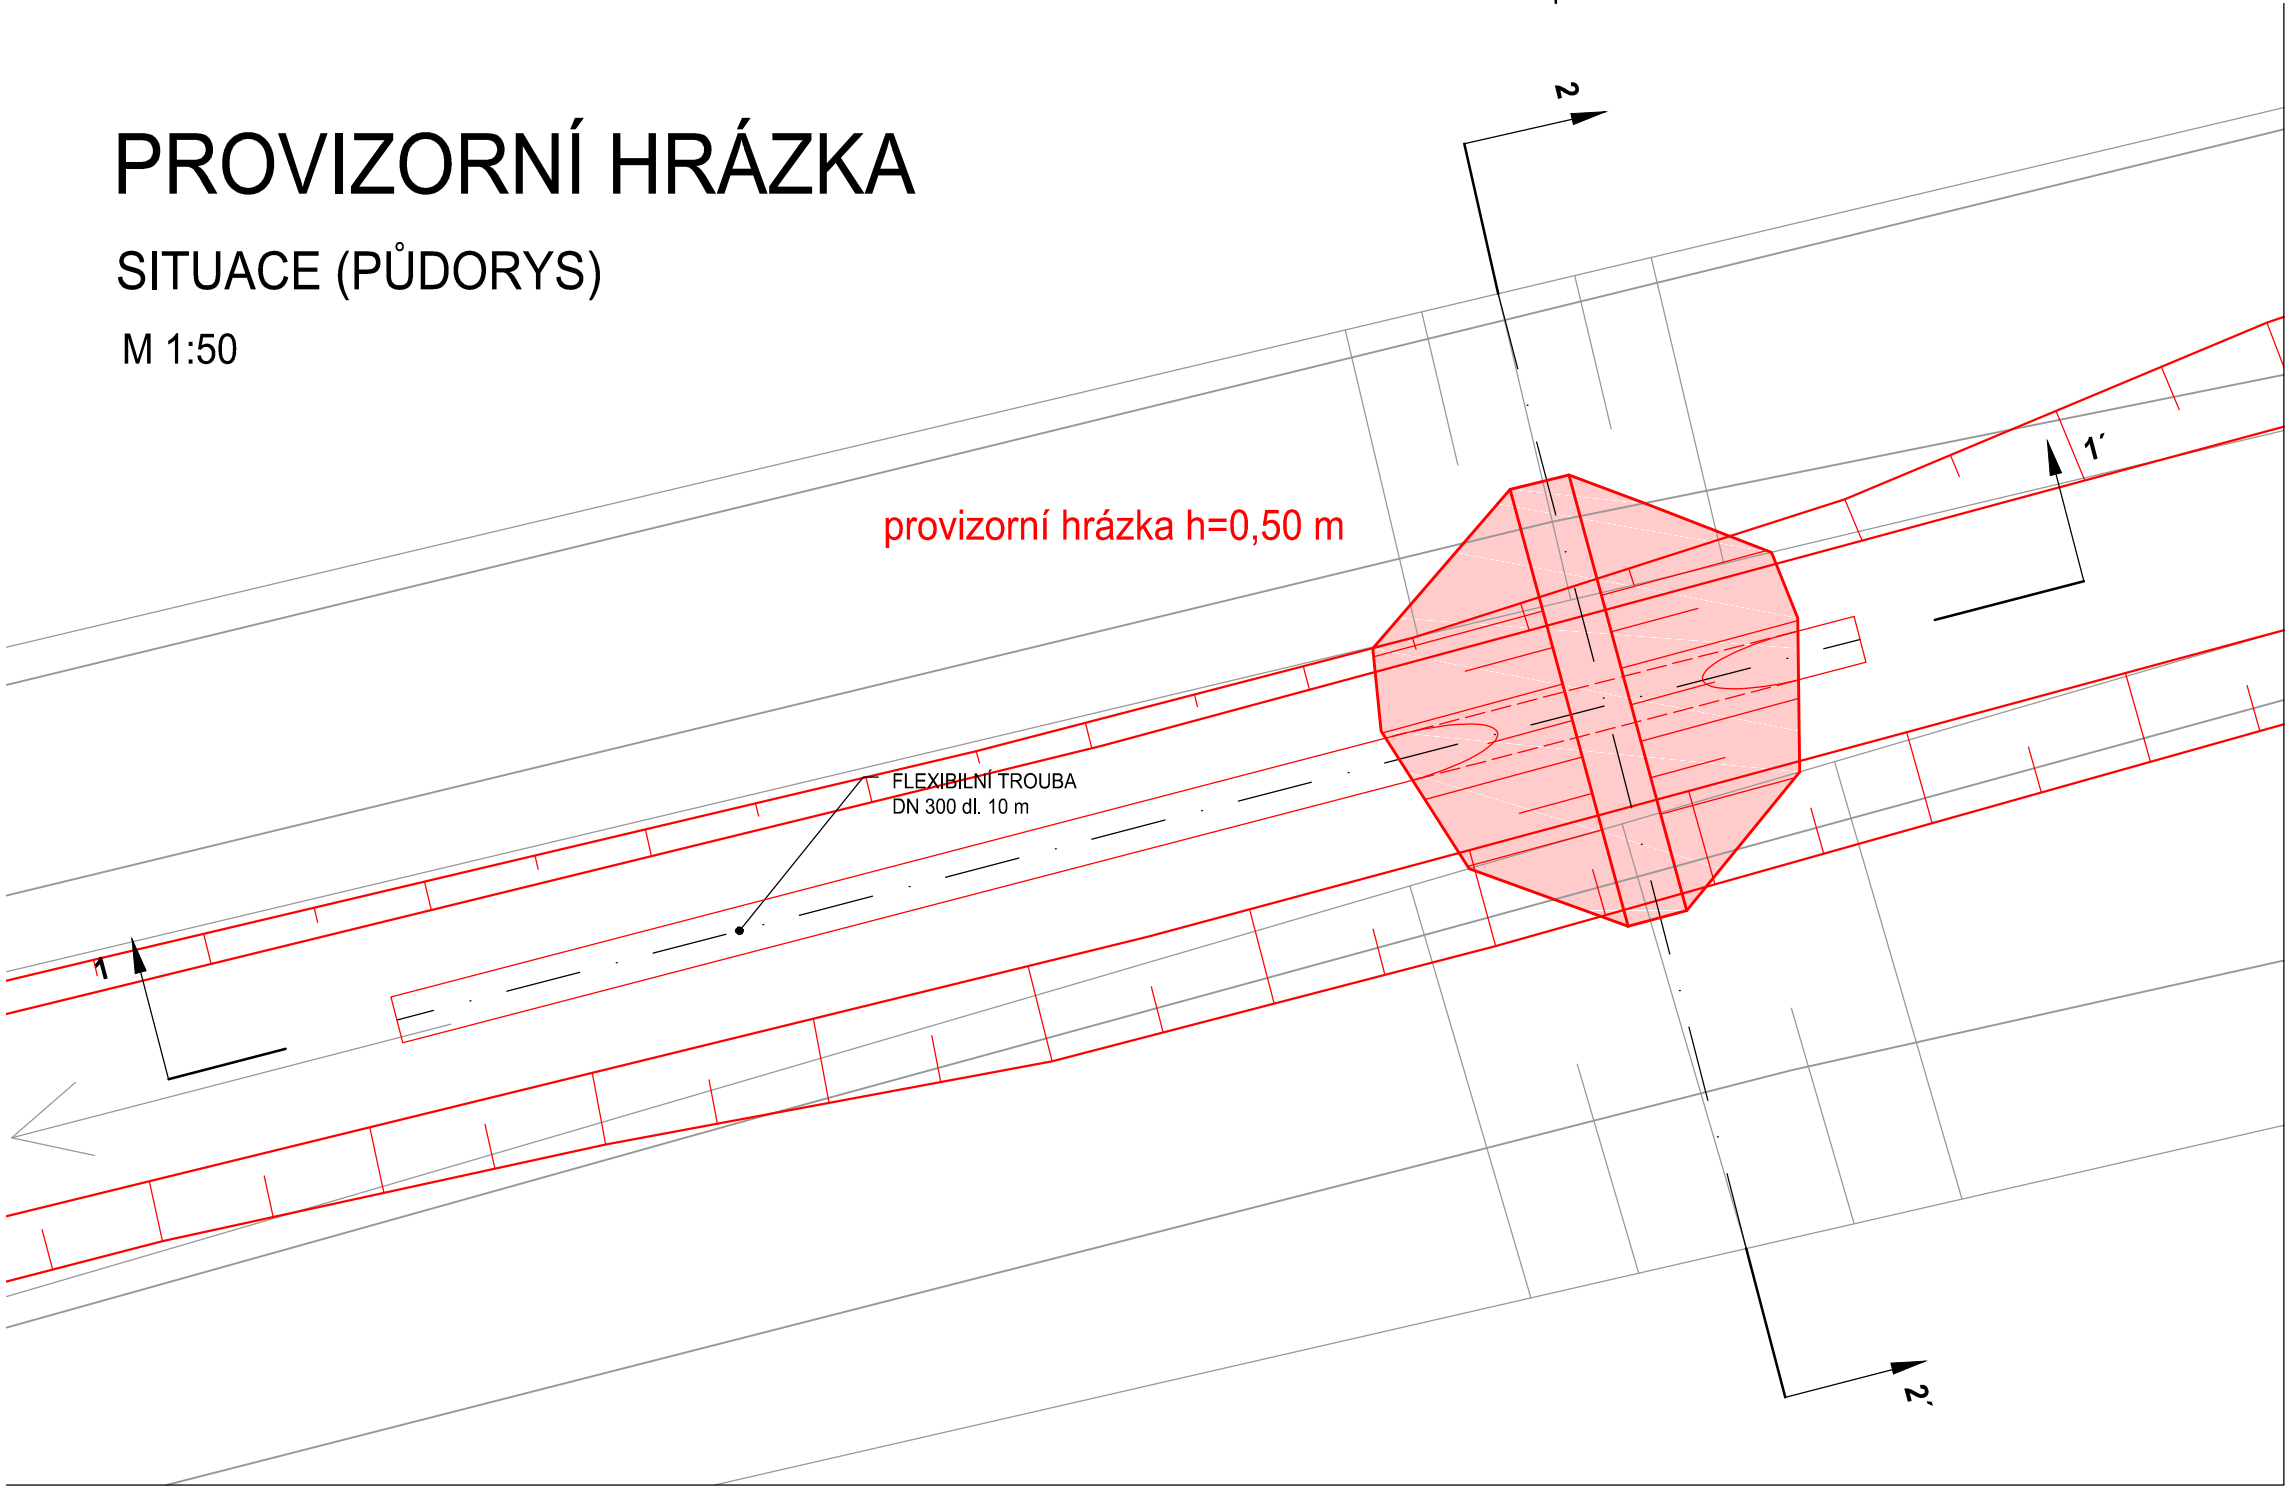 PROVIZORNÍ HRÁZKA
SITUACE (PŮDORYS)
M 1:50
2
1´
provizorní hrázka h=0,50 m
FLEXIBILNÍ TROUBA
DN 300 dl. 10 m
1
2´